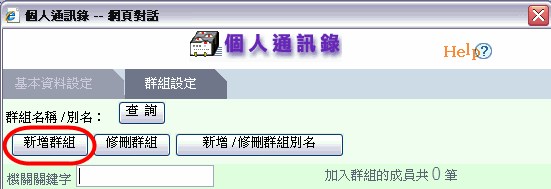 個人通訊錄 -- 網頁對話
個人通訊錄
Help?
基本資料設定 群組設定
群組名稱/別名： 查 詢
新增群組 修刪群組 新增/修刪群組別名
機關關鍵字 加入群組的成員共0筆